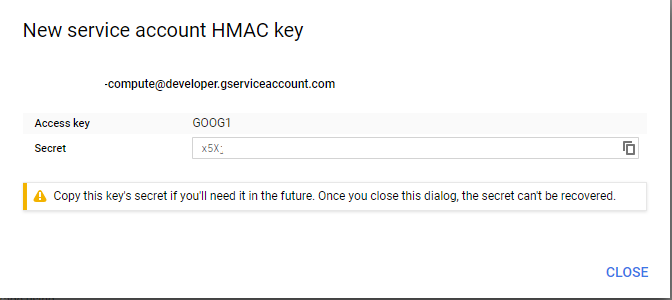 New service account HMAC key
-compute@developer.gserviceaccount.com
Access key GOOG1
Secret x5X;
Copy this key's secret if you'll need it in the future. Once you close this dialog, the secret can't be recovered.
CLOSE